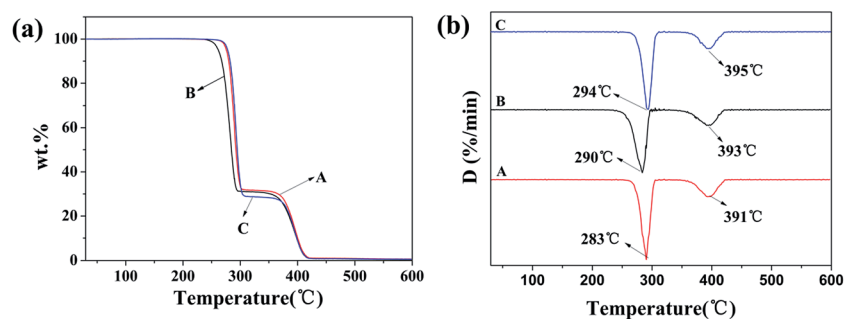 (a)
100
80
60
40
20
0
wt.%
B
A
C
100
200
300
400
500
600
Temperature(℃)
(b)
C
294℃
395℃
B
290℃
393℃
A
283℃
391℃
D (%/min)
100
200
300
400
500
600
Temperature(℃)